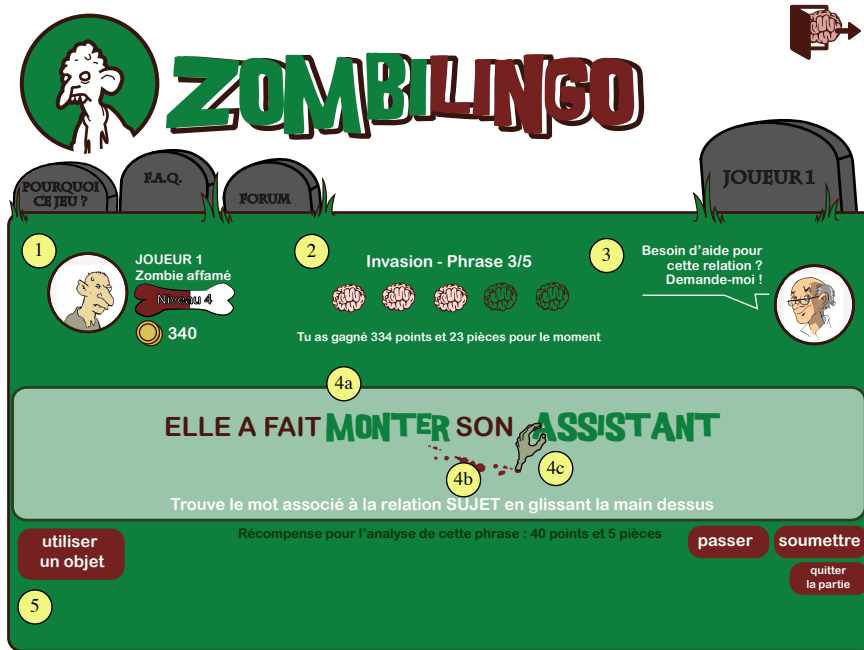 ZOMBILINGO
POURQUOI
CE JEU ?
F.A.Q.
FORUM
JOUEUR 1
1
JOUEUR 1
Zombie affamé
Niveau 4
340
2
Invasion - Phrase 3/5
Tu as gagné 334 points et 23 pièces pour le moment
3
Besoin d'aide pour
cette relation ?
Demande-moi !
4a
ELLE A FAIT MONTER SON ASSISTANT
4b
4c
Trouve le mot associé à la relation SUJET en glissant la main dessus
utiliser
un objet
Récompense pour l'analyse de cette phrase : 40 points et 5 pièces
passer
soumettre
quitter
la partie
5